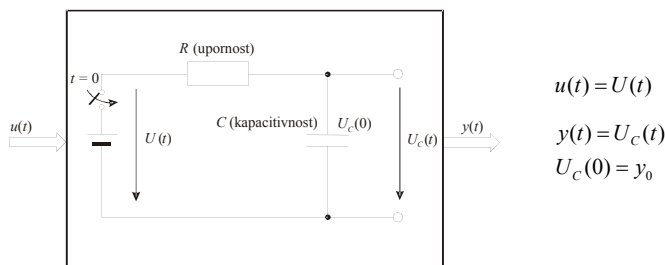 R (upornost)
t = 0
u(t)
U(t)
C (kapacitivnost)
U_C(0)
U_C(t)
y(t)
u(t) = U(t)
y(t) = U_C(t)
U_C(0) = y_0